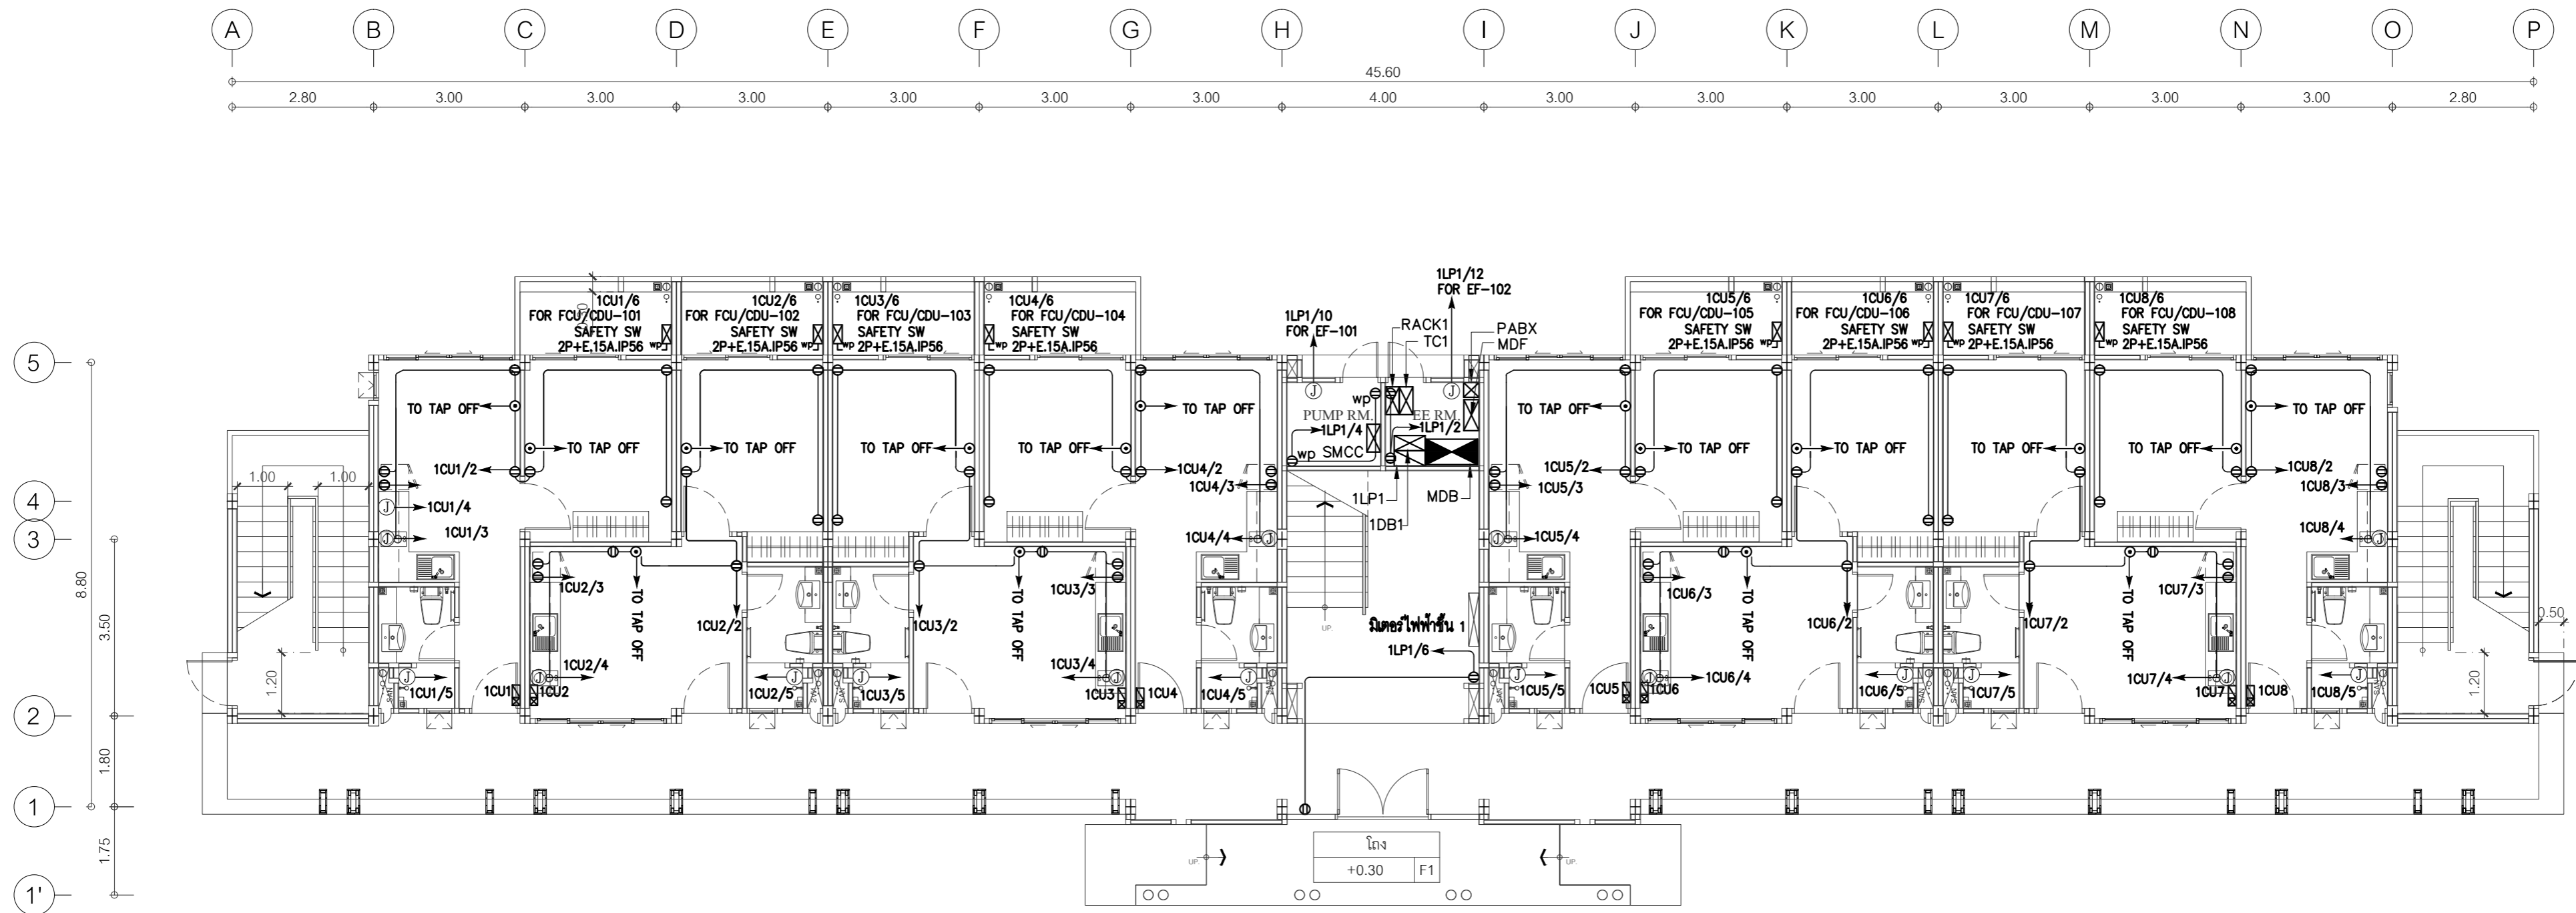 A B C D E F G H I J K L M N O P
45.60
2.80 3.00 3.00 3.00 3.00 3.00 3.00 4.00 3.00 3.00 3.00 3.00 3.00 3.00 2.80
1LP1/12
FOR EF-102
1LP1/10
FOR EF-101
RACK1
TC1
PABX
MDF
1CU1/6
FOR FCU/CDU-101
SAFETY SW
2P+E.15A.IP56 wp
1CU2/6
FOR FCU/CDU-102
SAFETY SW
2P+E.15A.IP56 wp
1CU3/6
FOR FCU/CDU-103
SAFETY SW
wp 2P+E.15A.IP56
1CU4/6
FOR FCU/CDU-104
SAFETY SW
wp 2P+E.15A.IP56
1CU5/6
FOR FCU/CDU-105
SAFETY SW
2P+E.15A.IP56 wp
1CU6/6
FOR FCU/CDU-106
SAFETY SW
2P+E.15A.IP56 wp
1CU7/6
FOR FCU/CDU-107
SAFETY SW
wp 2P+E.15A.IP56
1CU8/6
FOR FCU/CDU-108
SAFETY SW
wp 2P+E.15A.IP56
5
4
3
2
1
1'
8.80
3.50
1.80
1.75
TO TAP OFF
TO TAP OFF
TO TAP OFF
TO TAP OFF
TO TAP OFF
TO TAP OFF
TO TAP OFF
TO TAP OFF
TO TAP OFF
TO TAP OFF
TO TAP OFF
TO TAP OFF
J
J
wp
PUMP RM.
EE RM.
1LP1/4
1LP1/2
wp SMCC
1LP1
MDB
1DB1
1.00 1.00
1CU1/2
J
1CU1/4
1CU1/3
1CU4/2
1CU4/3
1CU4/4
J
1CU5/2
1CU5/3
J
1CU5/4
1CU8/2
1CU8/3
1CU8/4
J
1CU2/3
TO TAP OFF
1CU2/2
J
1CU2/4
1CU3/3
TO TAP OFF
1CU3/2
1CU3/4
J
1CU6/3
TO TAP OFF
1CU6/2
J
1CU6/4
1CU7/3
TO TAP OFF
1CU7/2
1CU7/4
J
UP.
มิเตอร์ไฟฟ้าชั้น 1
1LP1/6
0.50
1.20
1.20
J
1CU1/5
1CU1
1CU2
J
1CU2/5
SAN
J
1CU3/5
SAN
1CU3
1CU4
J
1CU4/5
J
1CU5/5
SAN
1CU5
1CU6
J
1CU6/5
SAN
J
1CU7/5
SAN
1CU7
1CU8
J
1CU8/5
SAN
UP.
UP.
โถง
+0.30 F1